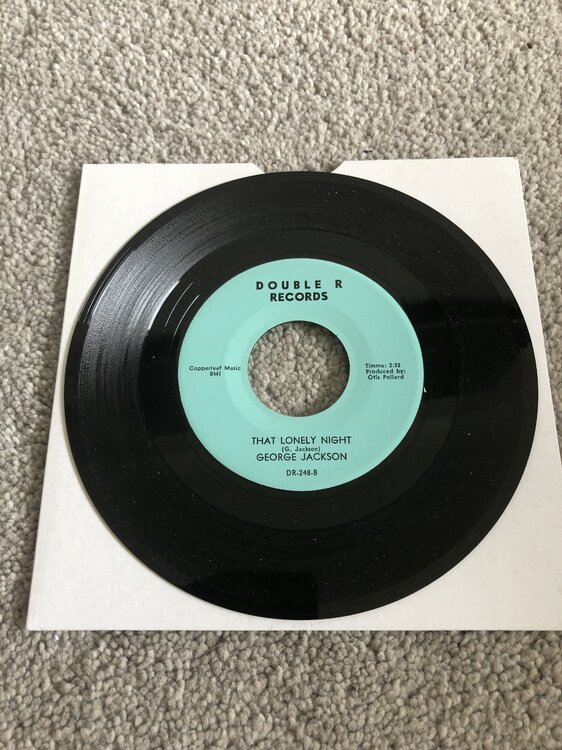 DOUBLE R
RECORDS
Copperleaf Music
BMI
Timme: 2:33
Produced by:
Otis Pollard
THAT LONELY NIGHT
(G. Jackson)
GEORGE JACKSON
DR-248-B